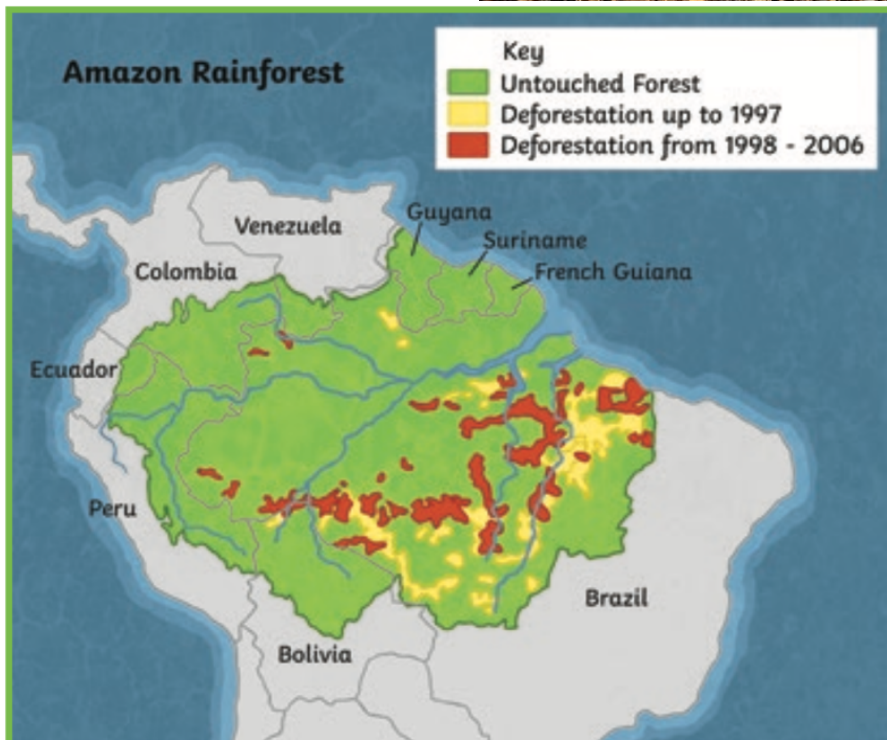 Amazon Rainforest
Key
Untouched Forest
Deforestation up to 1997
Deforestation from 1998 - 2006
Guyana
Venezuela
Suriname
Colombia
French Guiana
Ecuador
Peru
Brazil
Bolivia